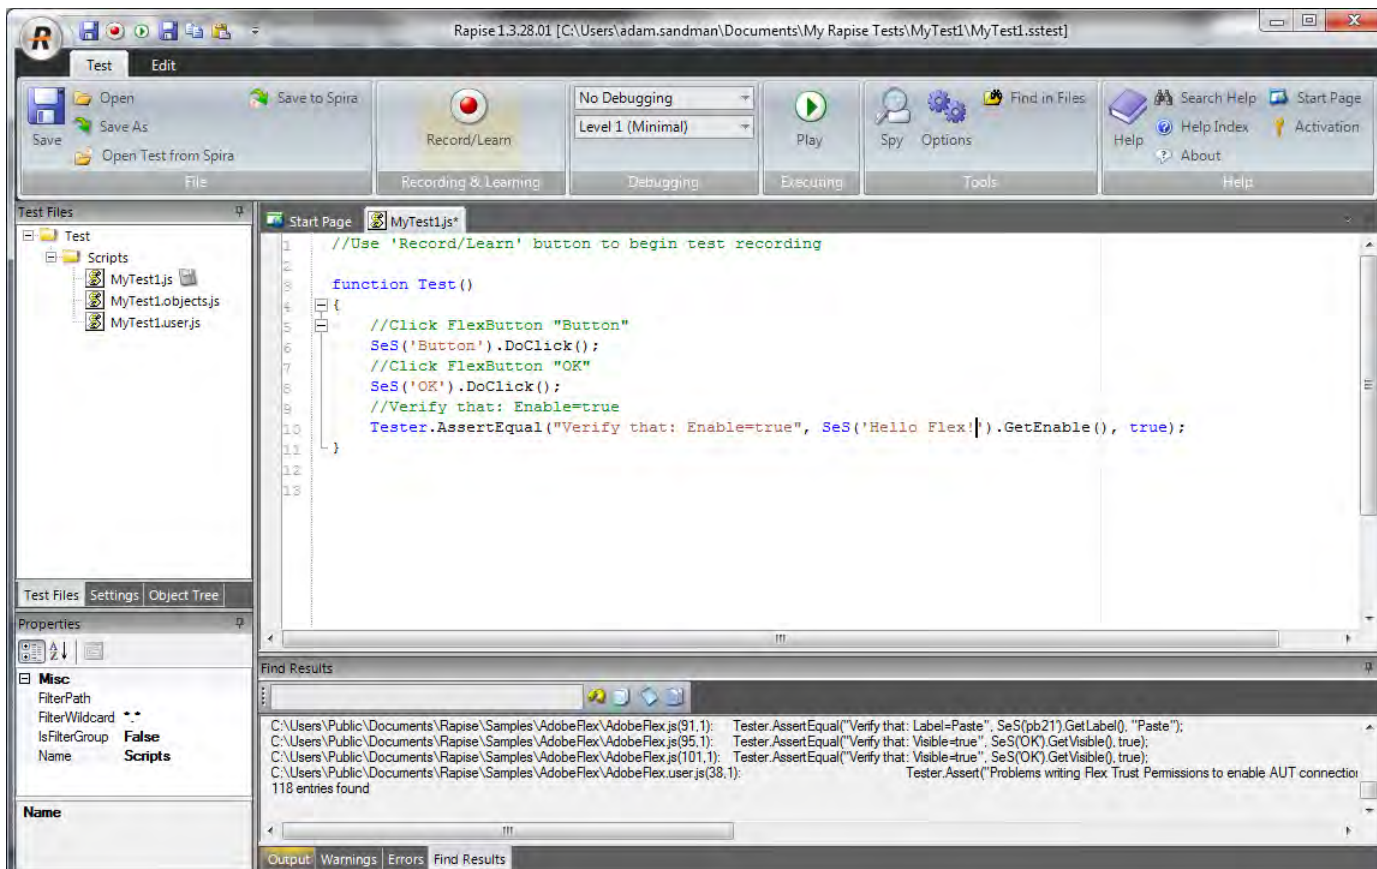 Rapise 1.3.28.01 [C:\Users\adam.sandman\Documents\My Rapise Tests\MyTest1\MyTest1.sstest]
Test Edit
Save
Open
Save As
Open Test from Spira
Save to Spira
File
Record/Learn
Recording & Learning
No Debugging
Level 1 (Minimal)
Debugging
Play
Executing
Spy
Options
Find in Files
Tools
Help
Search Help
Help Index
About
Start Page
Activation
Help
Test Files
Test
Scripts
MyTest1.js
MyTest1.objects.js
MyTest1.user.js
Test Files Settings Object Tree
Properties
Misc
FilterPath
FilterWildcard *.*
IsFilterGroup False
Name Scripts
Name
Start Page MyTest1.js*
1 //Use 'Record/Learn' button to begin test recording
2
3 function Test()
4 {
5 //Click FlexButton "Button"
6 SeS('Button').DoClick();
7 //Click FlexButton "OK"
8 SeS('OK').DoClick();
9 //Verify that: Enable=true
10 Tester.AssertEqual("Verify that: Enable=true", SeS('Hello Flex!').GetEnable(), true);
11 }
12
13
Find Results
C:\Users\Public\Documents\Rapise\Samples\AdobeFlex\AdobeFlex.js(91,1): Tester.AssertEqual("Verify that: Label=Paste", SeS('pb21').GetLabel(), "Paste");
C:\Users\Public\Documents\Rapise\Samples\AdobeFlex\AdobeFlex.js(95,1): Tester.AssertEqual("Verify that: Visible=true", SeS('OK').GetVisible(), true);
C:\Users\Public\Documents\Rapise\Samples\AdobeFlex\AdobeFlex.js(101,1): Tester.AssertEqual("Verify that: Visible=true", SeS('OK').GetVisible(), true);
C:\Users\Public\Documents\Rapise\Samples\AdobeFlex\AdobeFlex.user.js(38,1): Tester.Assert("Problems writing Flex Trust Permissions to enable AUT connection
118 entries found
Output Warnings Errors Find Results